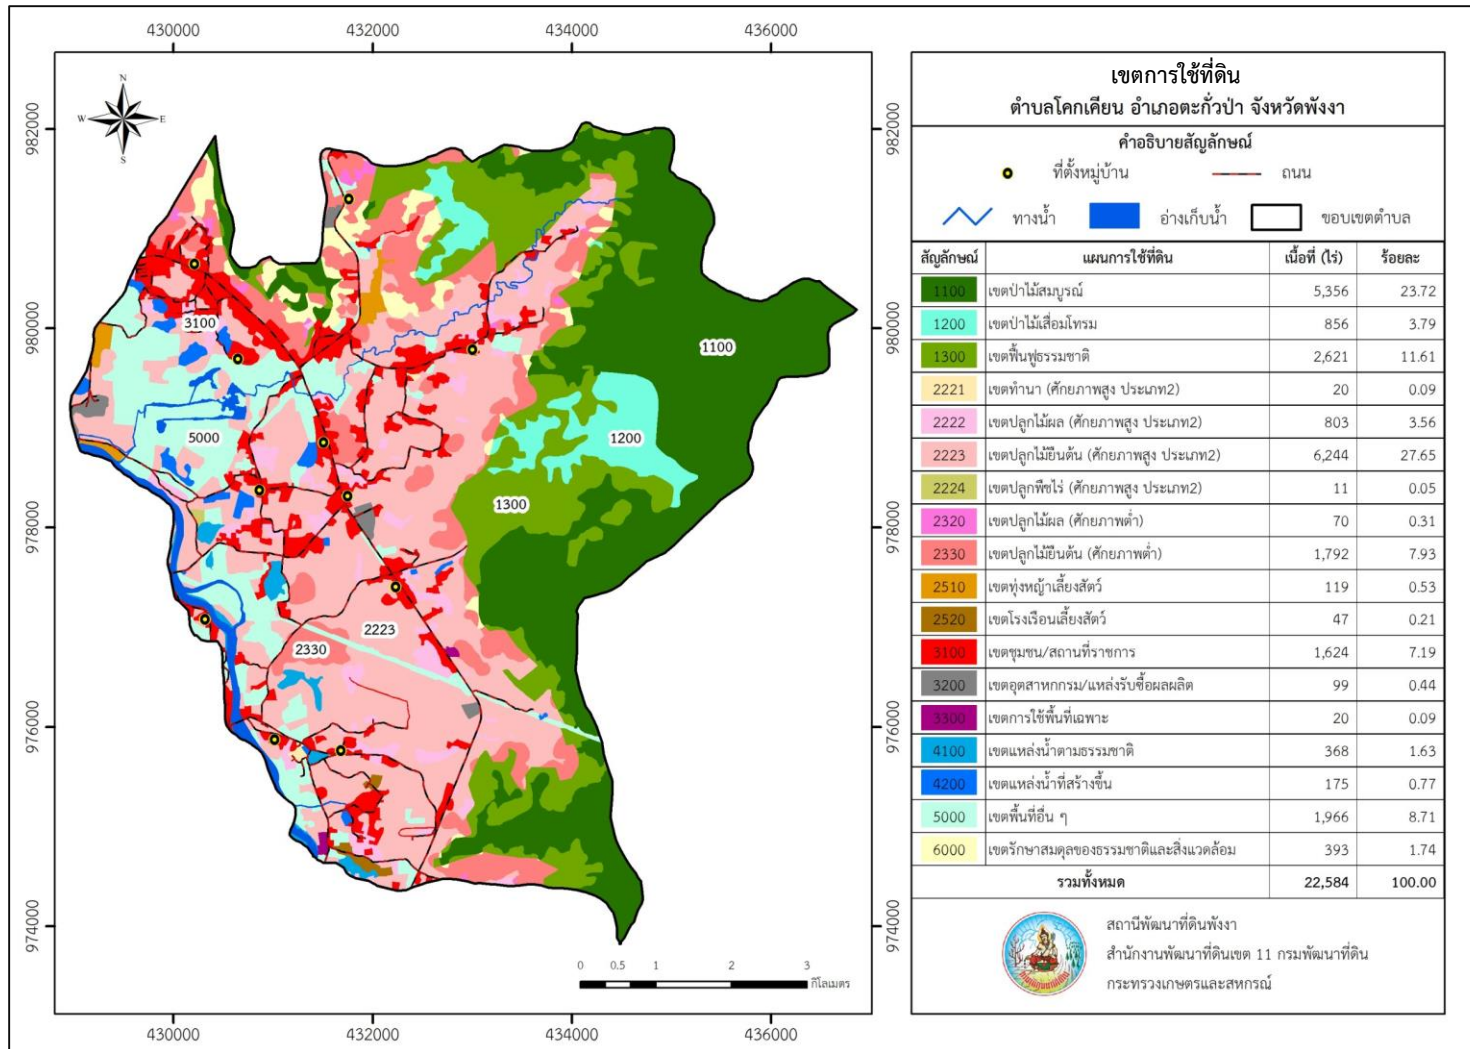 430000 432000 434000 436000
982000
980000
978000
976000
974000
N
W E
S
3100
1100
5000
1200
1300
2223
2330
0 0.5 1 2 3
กิโลเมตร
982000
980000
978000
976000
974000
430000 432000 434000 436000
เขตการใช้ที่ดิน
ตำบลโคกเคียน อำเภอตะกั่วป่า จังหวัดพังงา
คำอธิบายสัญลักษณ์
ที่ตั้งหมู่บ้าน ถนน
ทางน้ำ อ่างเก็บน้ำ ขอบเขตตำบล
สัญลักษณ์ แผนการใช้ที่ดิน เนื้อที่ (ไร่) ร้อยละ
1100 เขตป่าไม้สมบูรณ์ 5,356 23.72
1200 เขตป่าไม้เสื่อมโทรม 856 3.79
1300 เขตฟื้นฟูธรรมชาติ 2,621 11.61
2221 เขตทำนา (ศักยภาพสูง ประเภท2) 20 0.09
2222 เขตปลูกไม้ผล (ศักยภาพสูง ประเภท2) 803 3.56
2223 เขตปลูกไม้ยืนต้น (ศักยภาพสูง ประเภท2) 6,244 27.65
2224 เขตปลูกพืชไร่ (ศักยภาพสูง ประเภท2) 11 0.05
2320 เขตปลูกไม้ผล (ศักยภาพต่ำ) 70 0.31
2330 เขตปลูกไม้ยืนต้น (ศักยภาพต่ำ) 1,792 7.93
2510 เขตทุ่งหญ้าเลี้ยงสัตว์ 119 0.53
2520 เขตโรงเรือนเลี้ยงสัตว์ 47 0.21
3100 เขตชุมชน/สถานที่ราชการ 1,624 7.19
3200 เขตอุตสาหกกรม/แหล่งรับซื้อผลผลิต 99 0.44
3300 เขตการใช้พื้นที่เฉพาะ 20 0.09
4100 เขตแหล่งน้ำตามธรรมชาติ 368 1.63
4200 เขตแหล่งน้ำที่สร้างขึ้น 175 0.77
5000 เขตพื้นที่อื่น ๆ 1,966 8.71
6000 เขตรักษาสมดุลของธรรมชาติและสิ่งแวดล้อม 393 1.74
รวมทั้งหมด 22,584 100.00
สถานีพัฒนาที่ดินพังงา
สำนักงานพัฒนาที่ดินเขต 11 กรมพัฒนาที่ดิน
กระทรวงเกษตรและสหกรณ์